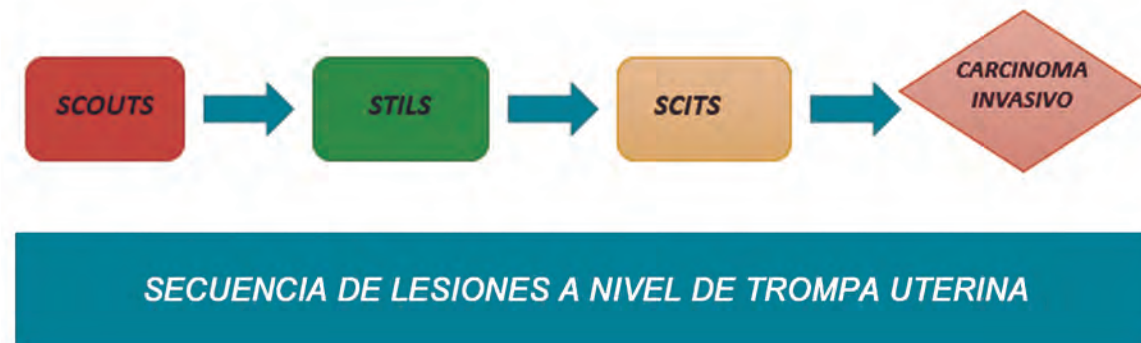 SCOUTS
STILS
SCITS
CARCINOMA
INVASIVO
SECUENCIA DE LESIONES A NIVEL DE TROMPA UTERINA